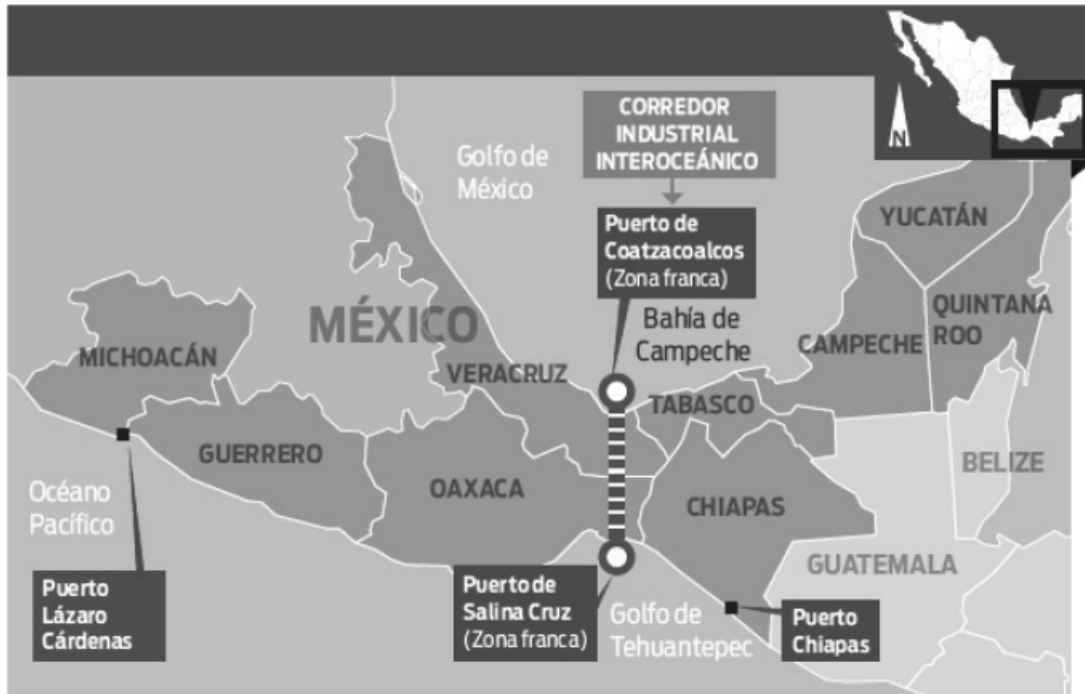 N
CORREDOR
INDUSTRIAL
INTEROCEÁNICO
Golfo de
México
Puerto de
Coatzacoalcos
(Zona franca)
YUCATÁN
QUINTANA
ROO
CAMPECHE
Bahía de
Campeche
MÉXICO
MICHOACÁN
VERACRUZ
TABASCO
GUERRERO
OAXACA
CHIAPAS
BELIZE
GUATEMALA
Océano
Pacífico
Puerto
Lázaro
Cárdenas
Puerto de
Salina Cruz
(Zona franca)
Golfo de
Tehuantepec
Puerto
Chiapas